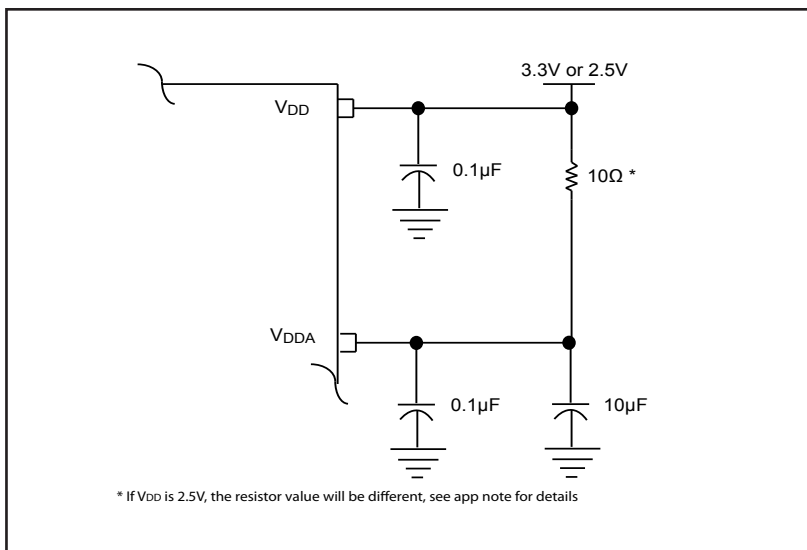 3.3V or 2.5V
VDD
0.1µF
10Ω *
VDDA
0.1µF
10µF
* If VDD is 2.5V, the resistor value will be different, see app note for details